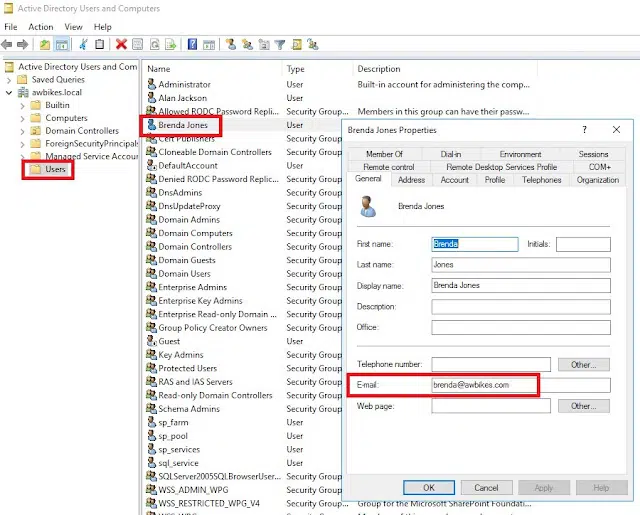 Active Directory Users and Computers
File Action View Help
Active Directory Users and Com
Saved Queries
awbikes.local
Builtin
Computers
Domain Controllers
ForeignSecurityPrincipals
Managed Service Accoun
Users
Name Type Description
Administrator User Built-in account for administering the comp...
Alan Jackson User
Allowed RODC Password Replic... Security Group... Members in this group can have their passw...
Brenda Jones User
Cert Publishers Security Group...
Cloneable Domain Controllers Security Group...
DefaultAccount User
Denied RODC Password Replic... Security Group...
DnsAdmins Security Group...
DnsUpdateProxy Security Group...
Domain Admins Security Group...
Domain Computers Security Group...
Domain Controllers Security Group...
Domain Guests Security Group...
Domain Users Security Group...
Enterprise Admins Security Group...
Enterprise Key Admins Security Group...
Enterprise Read-only Domain ... Security Group...
Group Policy Creator Owners Security Group...
Guest User
Key Admins Security Group...
Protected Users Security Group...
RAS and IAS Servers Security Group...
Read-only Domain Controllers Security Group...
Schema Admins Security Group...
sp_farm User
sp_pool User
sp_services User
sql_service User
SQLServer2005SQLBrowserUser... Security Group...
WSS_ADMIN_WPG Security Group...
WSS_RESTRICTED_WPG_V4 Security Group... Group for the Microsoft SharePoint Foundati...
Brenda Jones Properties
? ×
Member Of Dial-in Environment Sessions
Remote control Remote Desktop Services Profile COM+
General Address Account Profile Telephones Organization
Brenda Jones
First name: Brenda Initials:
Last name: Jones
Display name: Brenda Jones
Description:
Office:
Telephone number: Other...
E-mail: brenda@awbikes.com
Web page: Other...
OK Cancel Apply Help